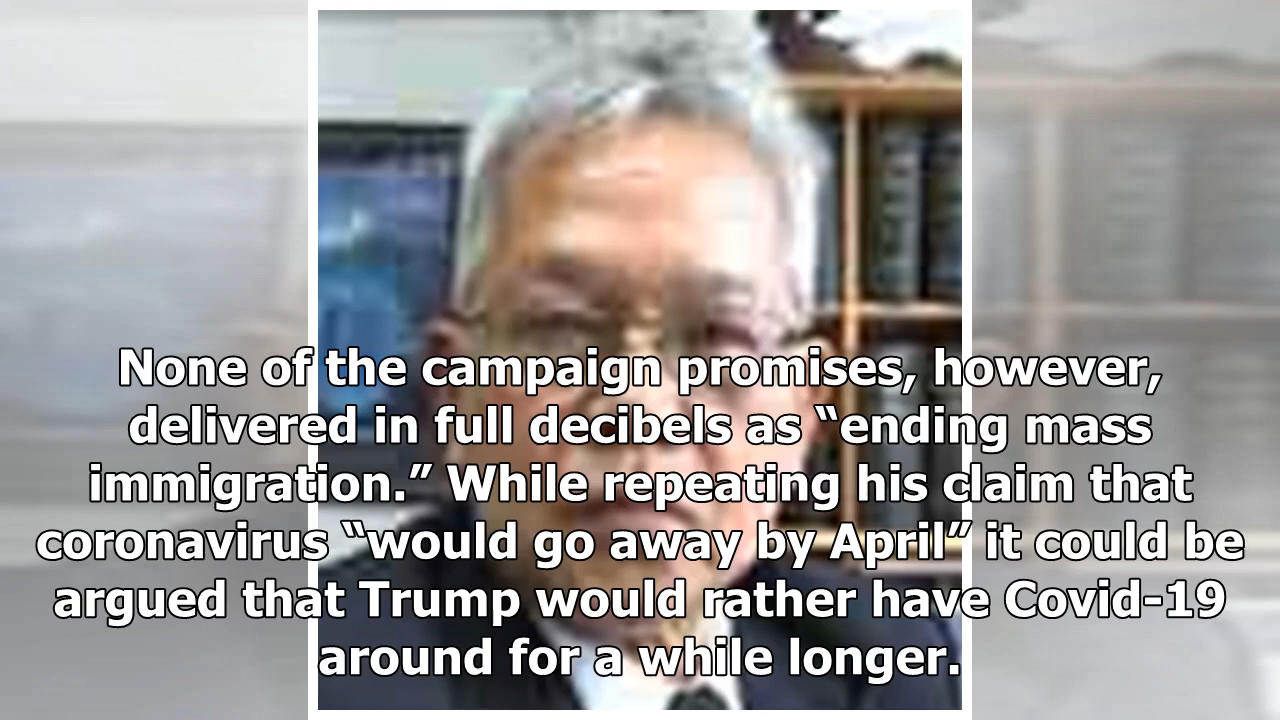 None of the campaign promises, however,
delivered in full decibels as “ending mass
immigration.” While repeating his claim that
coronavirus “would go away by April” it could be
argued that Trump would rather have Covid-19
around for a while longer.